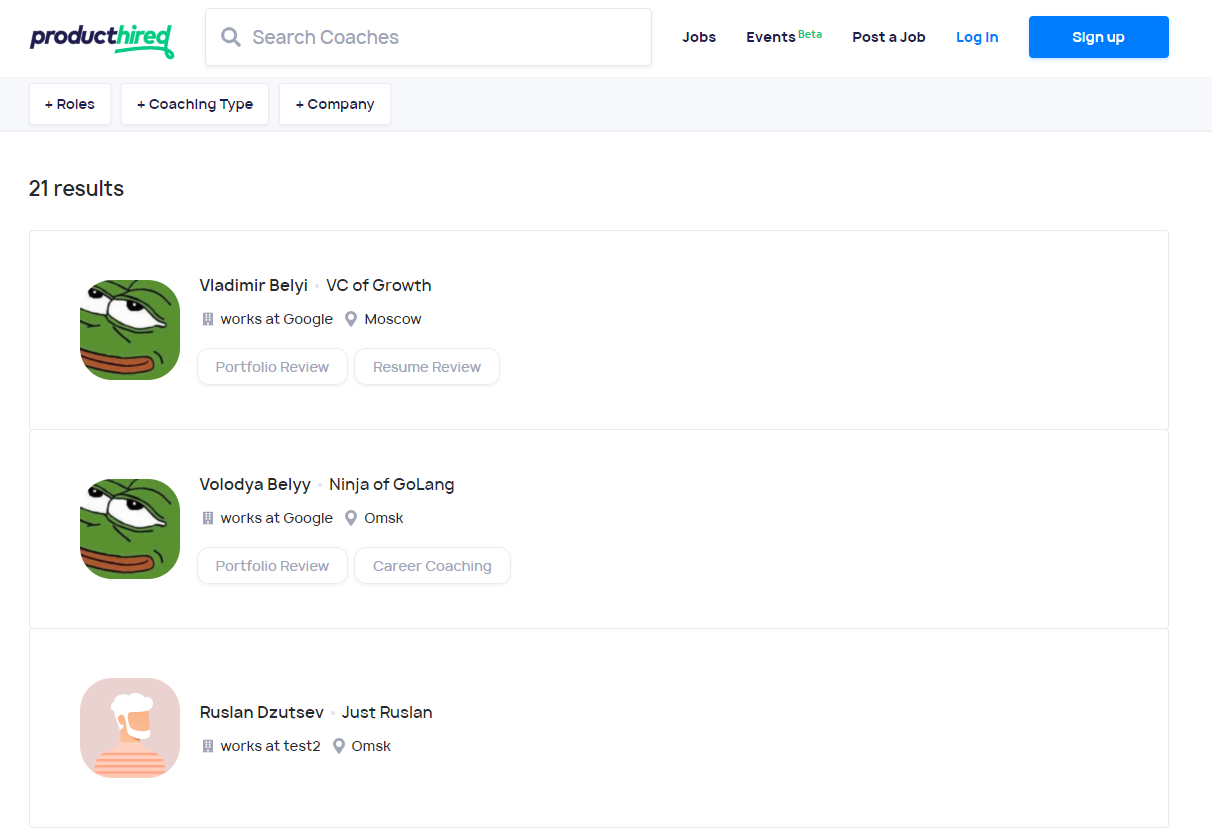 producthired Search Coaches Jobs Events Beta Post a Job Log In Sign up
+ Roles + Coaching Type + Company
21 results
Vladimir Belyi • VC of Growth
works at Google Moscow
Portfolio Review Resume Review
Volodya Belyy • Ninja of GoLang
works at Google Omsk
Portfolio Review Career Coaching
Ruslan Dzutsev • Just Ruslan
works at test2 Omsk